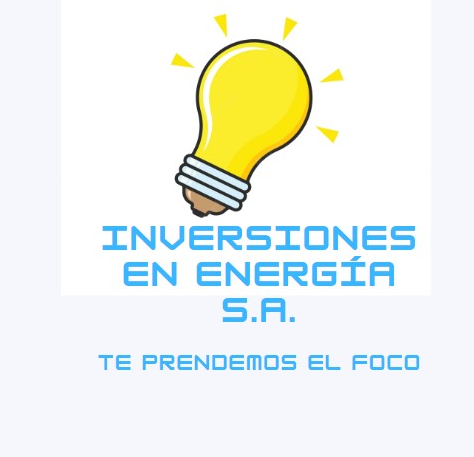 INVERSIONES
EN ENERGÍA
S.A.
TE PRENDEMOS EL FOCO